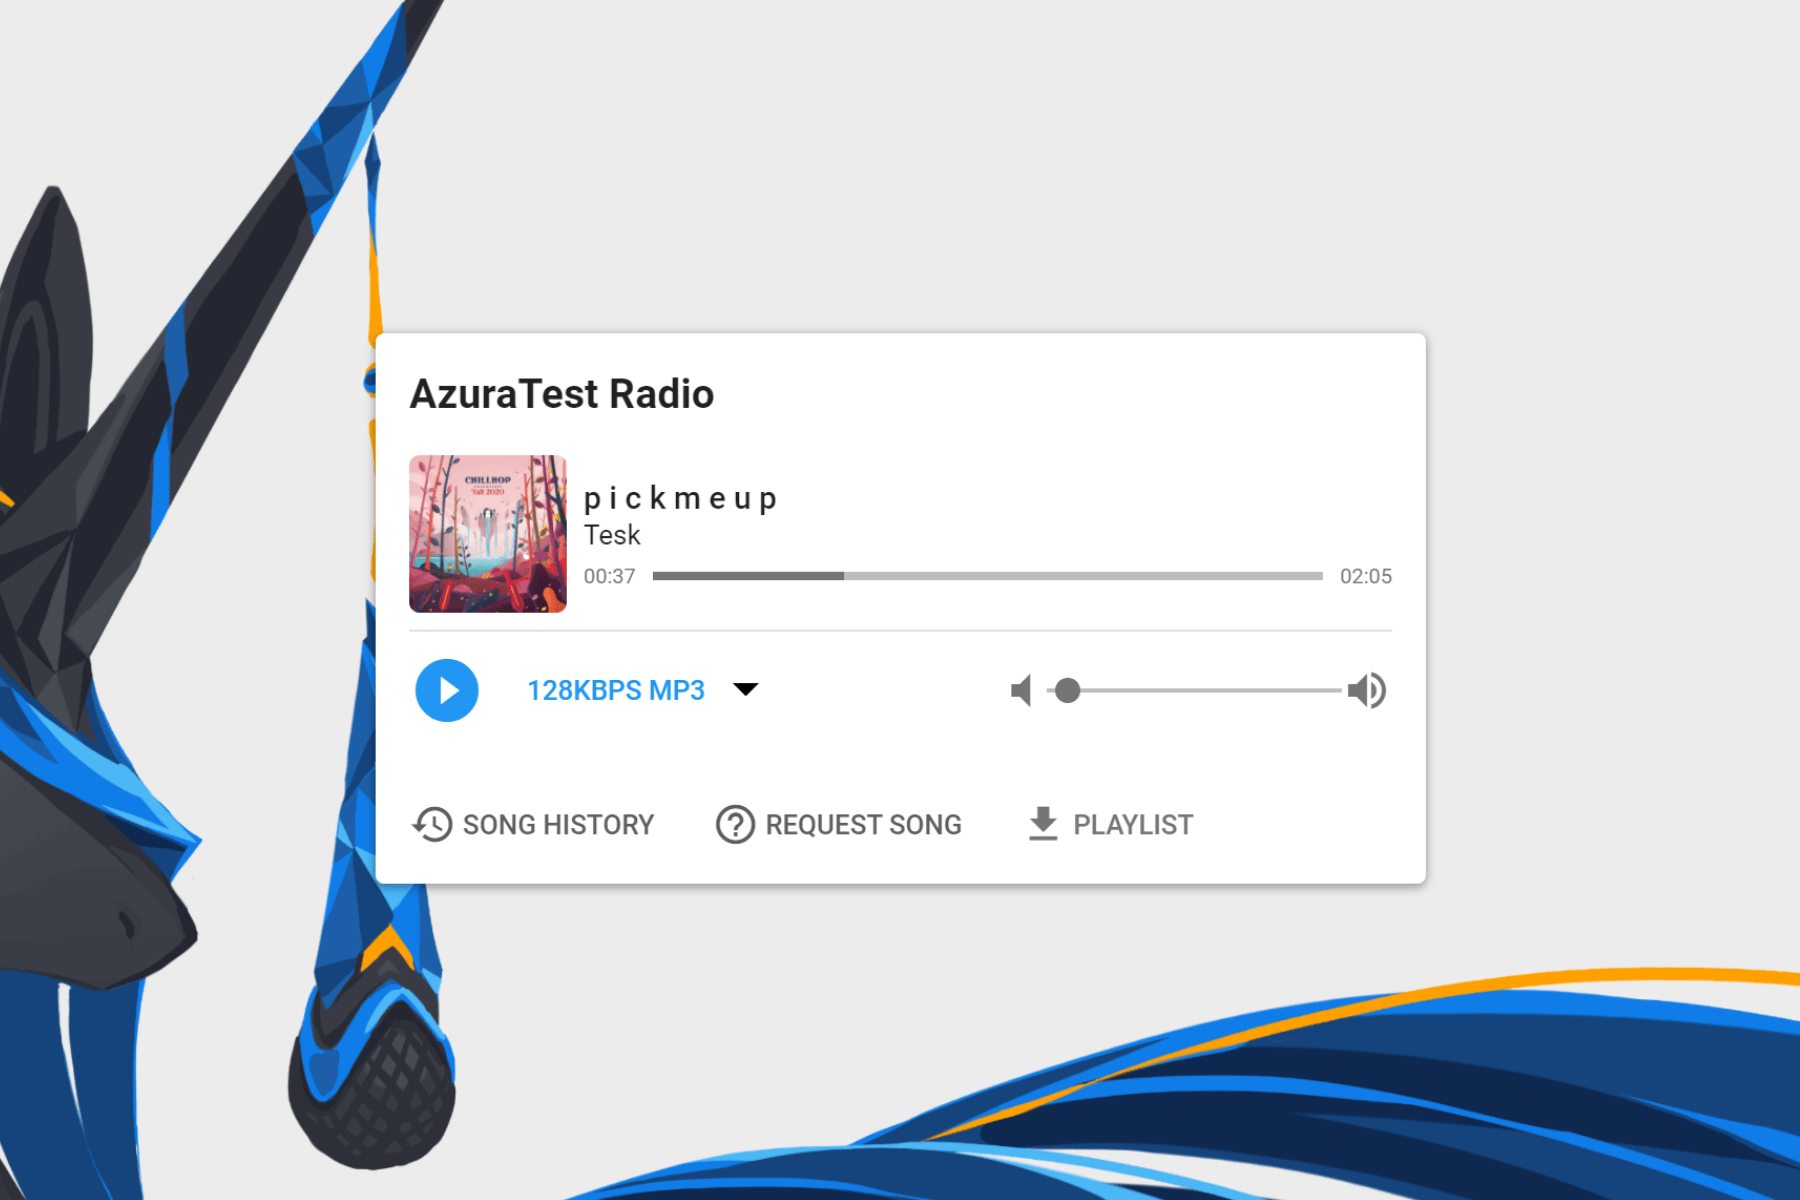 AzuraTest Radio
CHILLHOP
Fall 2020
p i c k m e u p
Tesk
00:37
02:05
128KBPS MP3
SONG HISTORY
REQUEST SONG
PLAYLIST